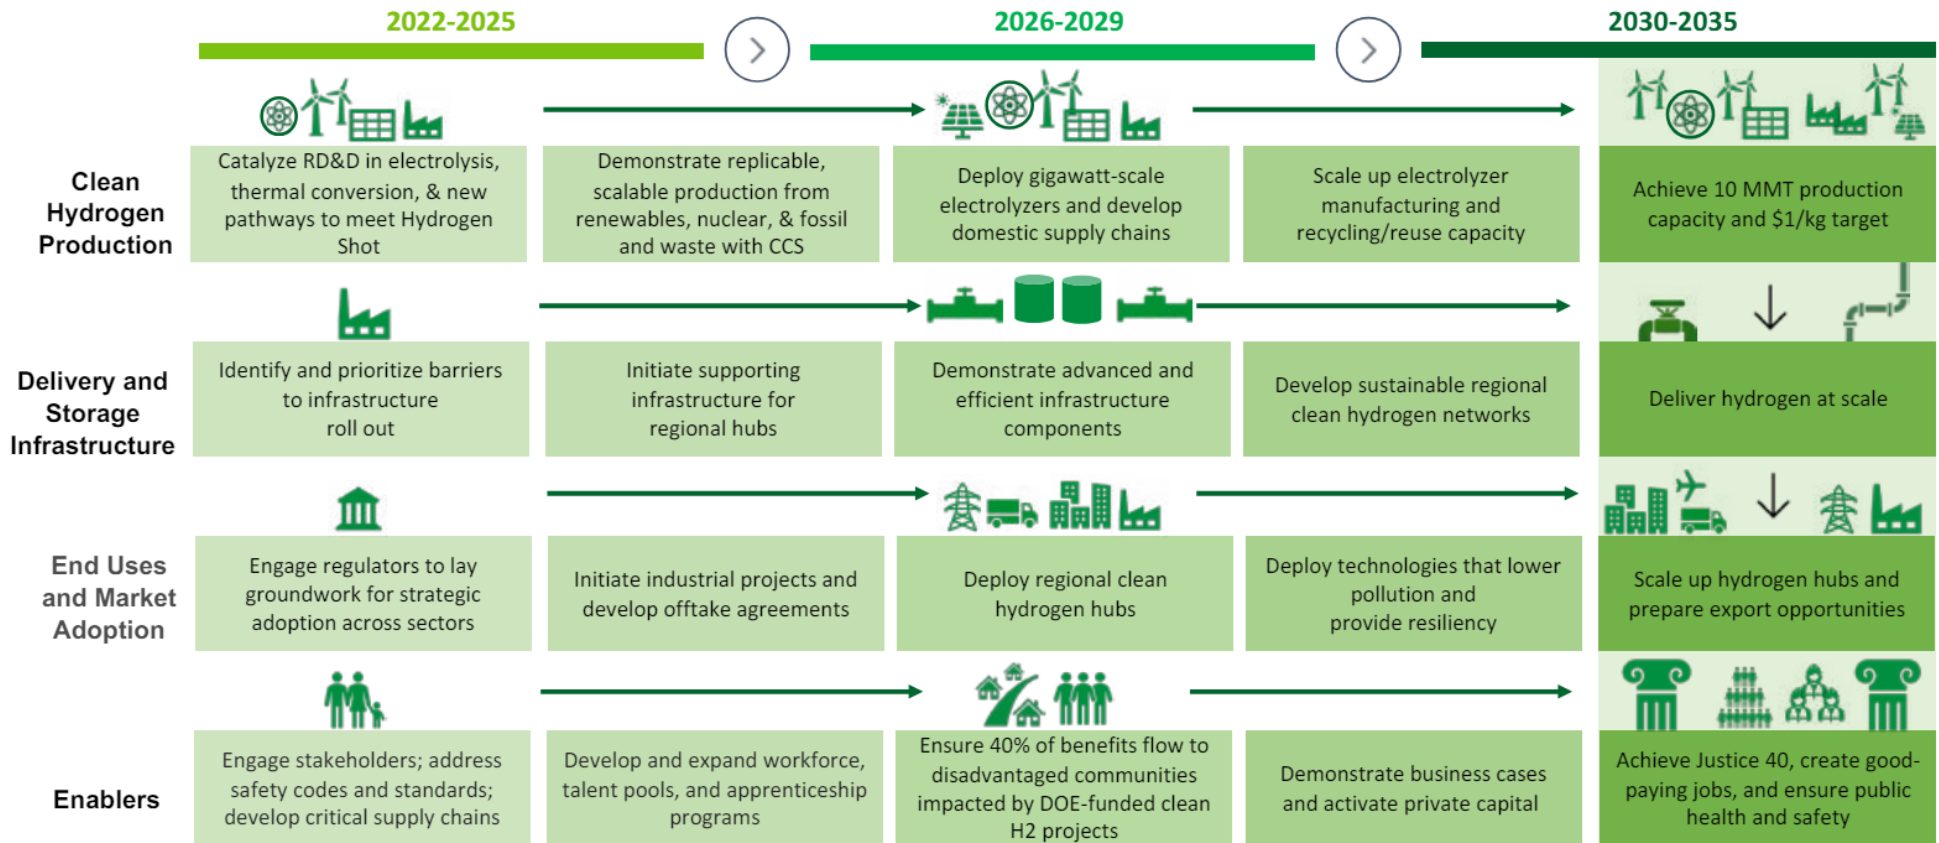 2022-2025
2026-2029
2030-2035
Clean
Hydrogen
Production
Catalyze RD&D in electrolysis,
thermal conversion, & new
pathways to meet Hydrogen
Shot
Demonstrate replicable,
scalable production from
renewables, nuclear, & fossil
and waste with CCS
Deploy gigawatt-scale
electrolyzers and develop
domestic supply chains
Scale up electrolyzer
manufacturing and
recycling/reuse capacity
Achieve 10 MMT production
capacity and $1/kg target
Delivery and
Storage
Infrastructure
Identify and prioritize barriers
to infrastructure
roll out
Initiate supporting
infrastructure for
regional hubs
Demonstrate advanced and
efficient infrastructure
components
Develop sustainable regional
clean hydrogen networks
Deliver hydrogen at scale
End Uses
and Market
Adoption
Engage regulators to lay
groundwork for strategic
adoption across sectors
Initiate industrial projects and
develop offtake agreements
Deploy regional clean
hydrogen hubs
Deploy technologies that lower
pollution and
provide resiliency
Scale up hydrogen hubs and
prepare export opportunities
Enablers
Engage stakeholders; address
safety codes and standards;
develop critical supply chains
Develop and expand workforce,
talent pools, and apprenticeship
programs
Ensure 40% of benefits flow to
disadvantaged communities
impacted by DOE-funded clean
H2 projects
Demonstrate business cases
and activate private capital
Achieve Justice 40, create good-
paying jobs, and ensure public
health and safety